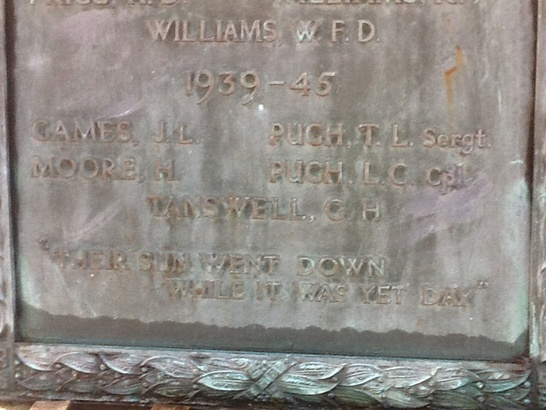 WILLIAMS, W. F. D.
1939-45
GAMES, J. L. PUGH, T. L. Sergt.
MOORE, H. PUGH, L. C. Cpl.
TANSWELL, G. H
"THEIR SUN WENT DOWN
WHILE IT WAS YET DAY"